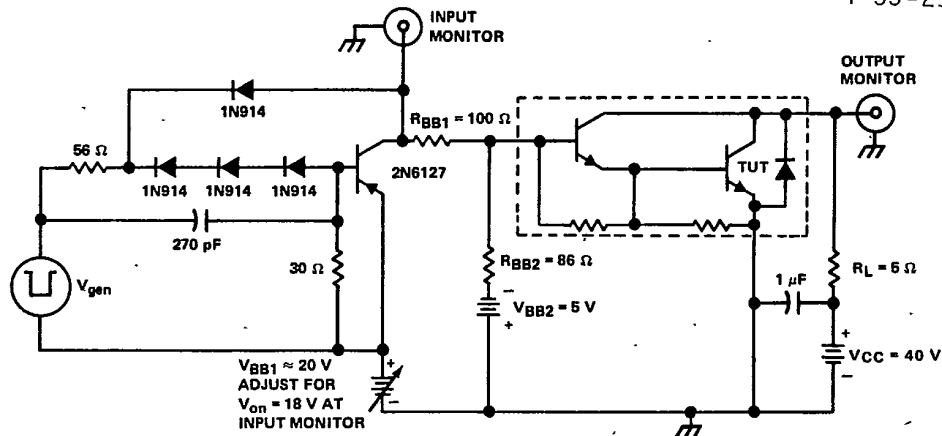 INPUT
MONITOR
OUTPUT
MONITOR
1N914
RBB1 = 100 Ω
56 Ω
1N914
1N914
1N914
2N6127
TUT
270 pF
30 Ω
RBB2 = 86 Ω
RL = 5 Ω
Vgen
1 μF
−
VBB2 = 5 V
+
+
VCC = 40 V
−
VBB1 ≈ 20 V
ADJUST FOR
Von = 18 V AT
INPUT MONITOR
+
−